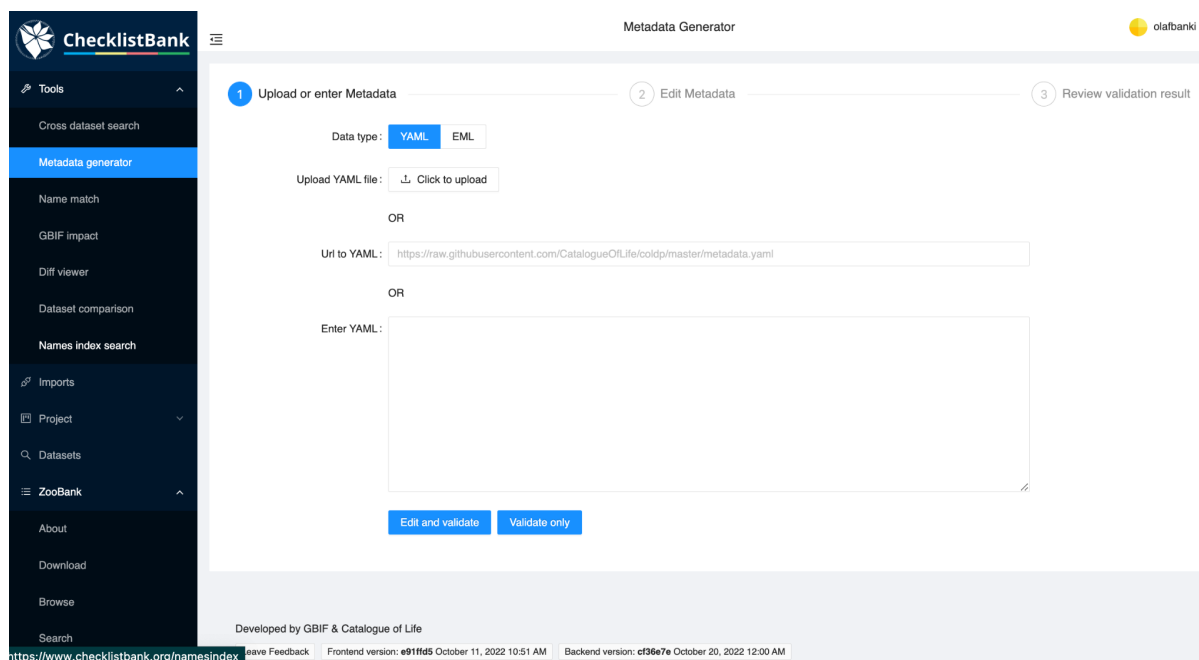 ChecklistBank
Metadata Generator
olafbanki
Tools
Cross dataset search
Metadata generator
Name match
GBIF impact
Diff viewer
Dataset comparison
Names index search
Imports
Project
Datasets
ZooBank
About
Download
Browse
Search
https://www.checklistbank.org/namesindex
1 Upload or enter Metadata
2 Edit Metadata
3 Review validation result
Data type : YAML EML
Upload YAML file : Click to upload
OR
Url to YAML : https://raw.githubusercontent.com/CatalogueOfLife/coldp/master/metadata.yaml
OR
Enter YAML :
Edit and validate Validate only
Developed by GBIF & Catalogue of Life
eave Feedback Frontend version: e91ffd5 October 11, 2022 10:51 AM Backend version: cf36e7e October 20, 2022 12:00 AM